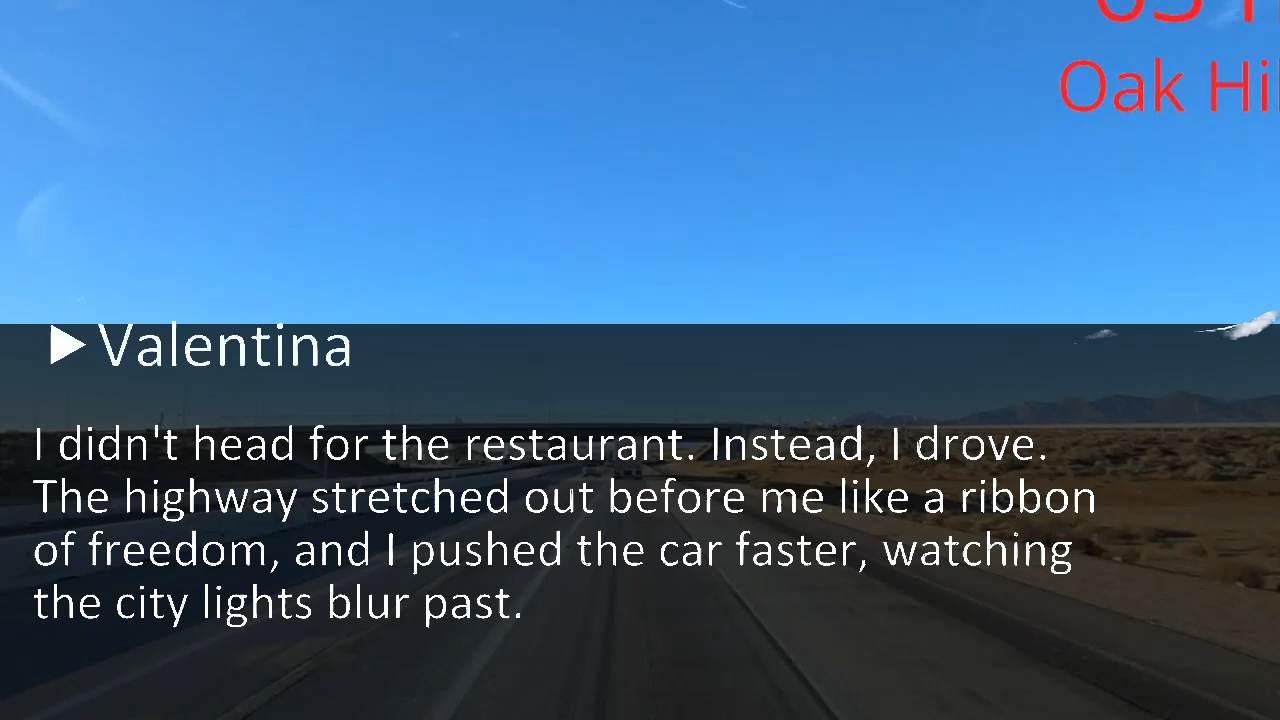 Oak Hil
▶Valentina
I didn't head for the restaurant. Instead, I drove.
The highway stretched out before me like a ribbon
of freedom, and I pushed the car faster, watching
the city lights blur past.